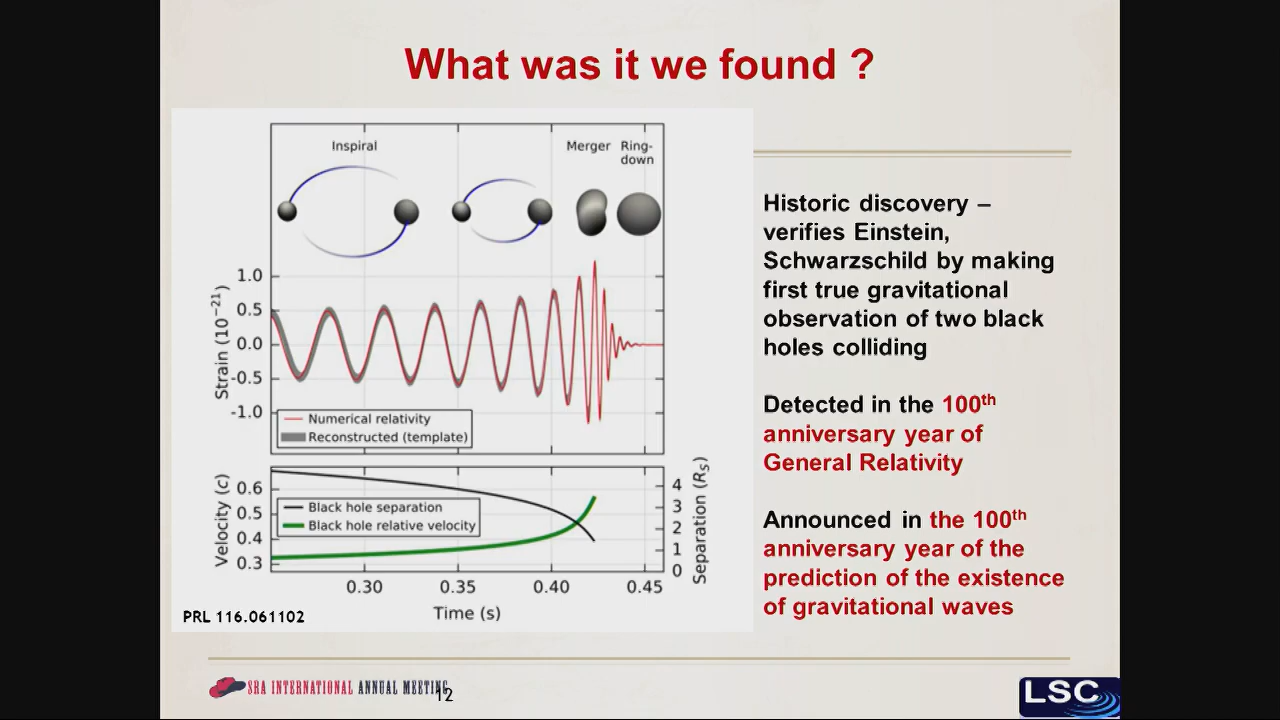 What was it we found ?
Inspiral
Merger
Ring-
down
Strain (10⁻²¹)
1.0
0.5
0.0
-0.5
-1.0
Numerical relativity
Reconstructed (template)
Velocity (c)
0.6
0.5
0.4
0.3
Black hole separation
Black hole relative velocity
4
3
2
1
0
Separation (R_S)
0.30 0.35 0.40 0.45
Time (s)
PRL 116.061102
Historic discovery –
verifies Einstein,
Schwarzschild by making
first true gravitational
observation of two black
holes colliding
Detected in the 100th
anniversary year of
General Relativity
Announced in the 100th
anniversary year of the
prediction of the existence
of gravitational waves
SRA INTERNATIONAL ANNUAL MEETING
12
LSC